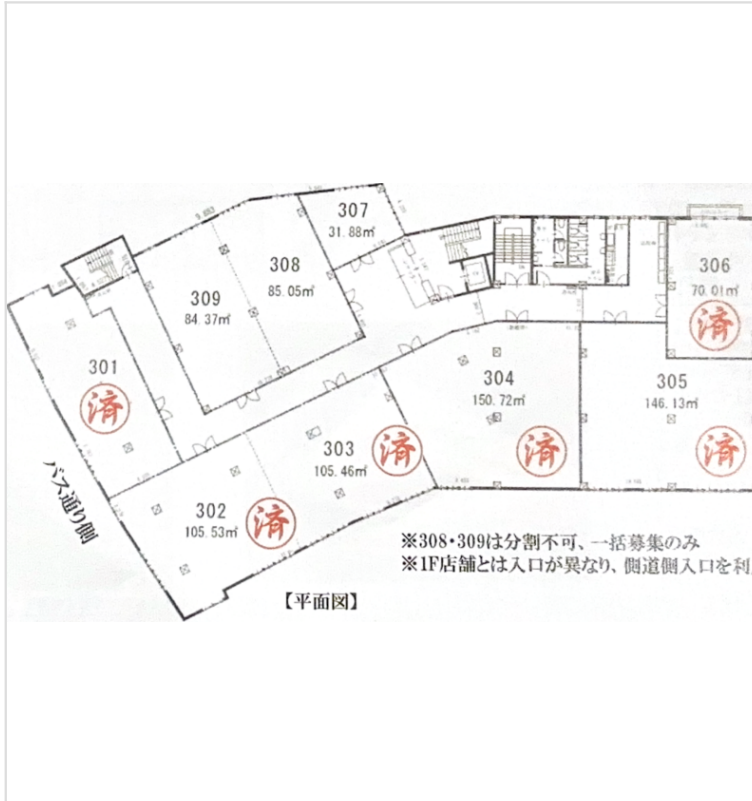 307
31.88㎡
308
85.05㎡
309
84.37㎡
306
70.01㎡
済
301
済
304
150.72㎡
済
305
146.13㎡
済
303
105.46㎡
済
302
105.53㎡
済
バス通り側
※308・309は分割不可、一括募集のみ
※1F店舗とは入口が異なり、側道側入口を利
【平面図】